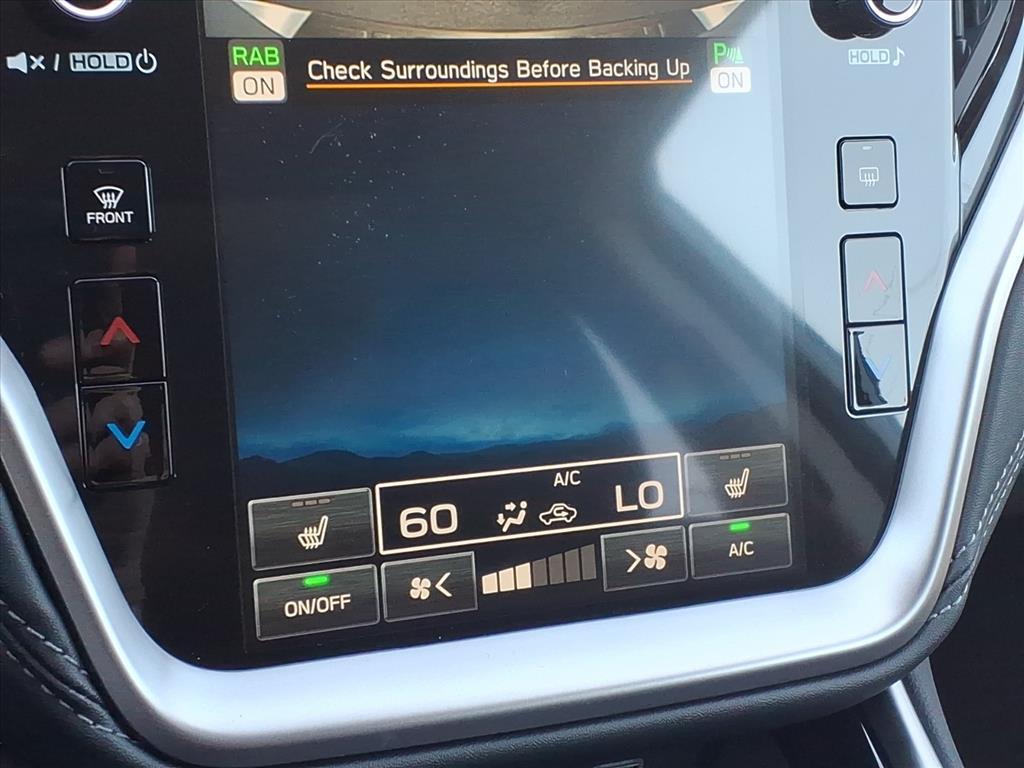 / HOLD
HOLD
RAB
ON
Check Surroundings Before Backing Up
P
ON
FRONT
A/C
60
LO
ON/OFF
A/C